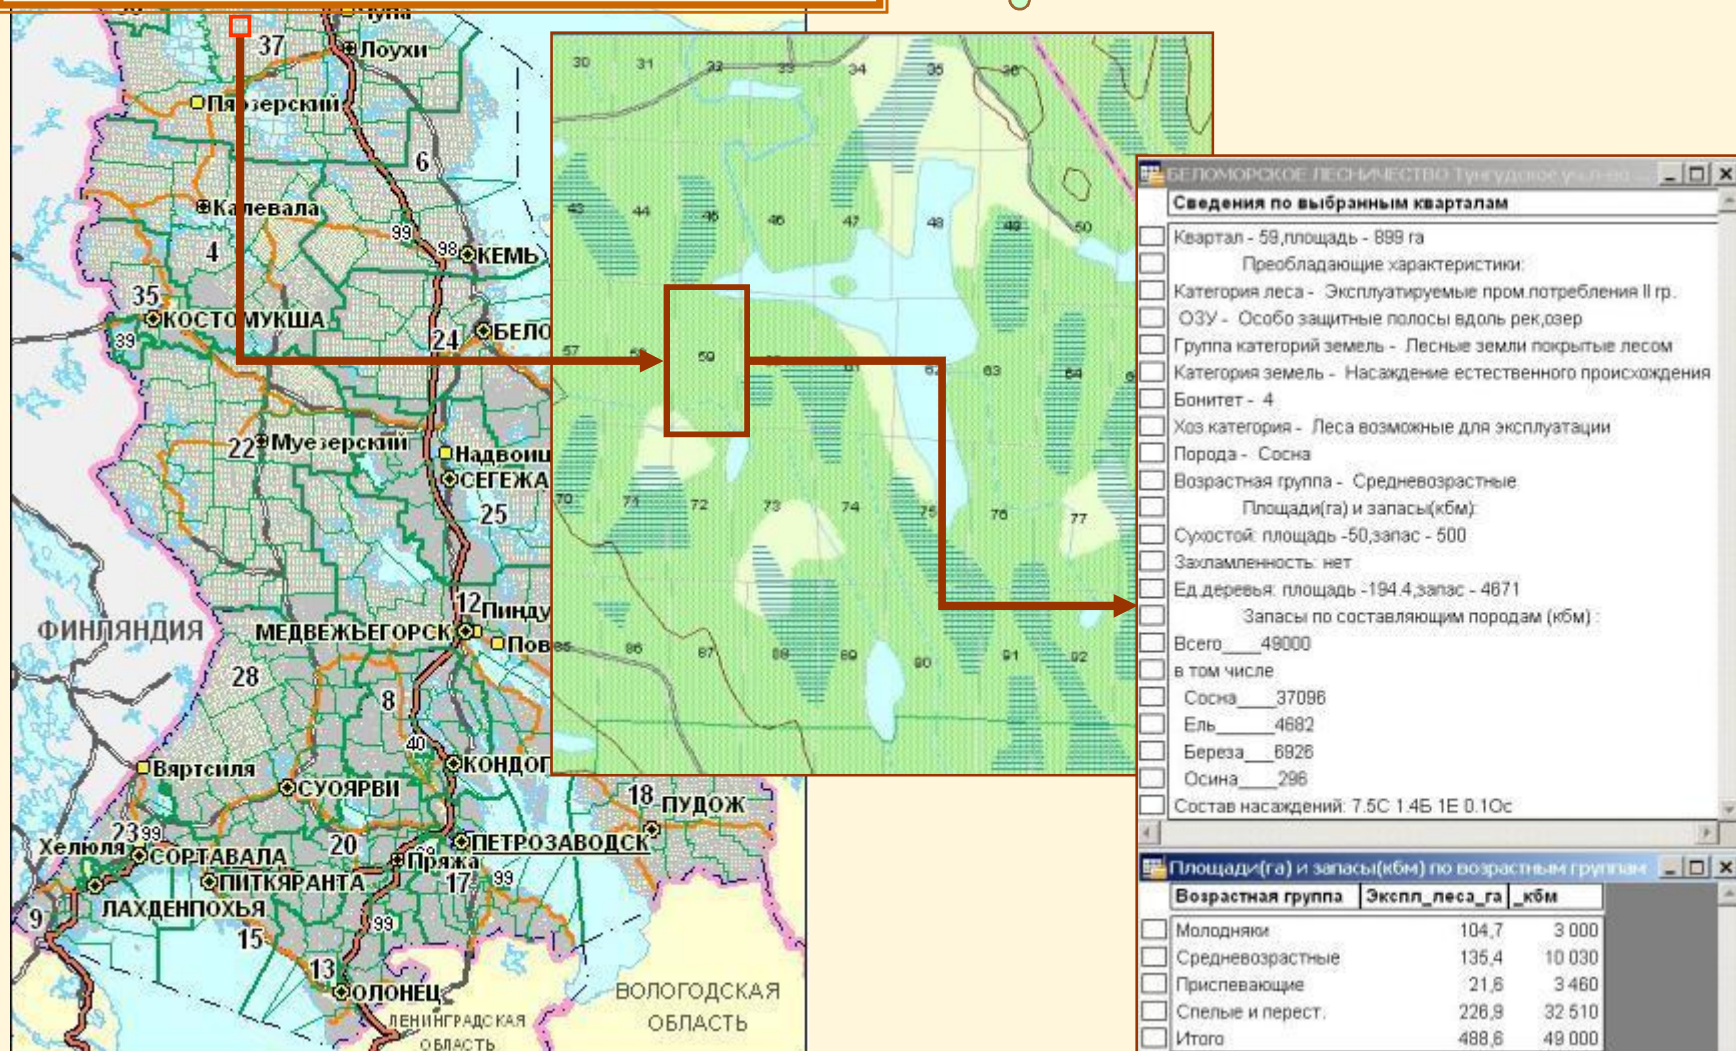 37
Лоухи
Пяозерский
6
Калевала
99
98
КЕМЬ
4
35
КОСТОМУКША
39
24
БЕЛО
22
Муезерский
Надвоиц
СЕГЕЖА
25
ФИНЛЯНДИЯ
МЕДВЕЖЬЕГОРСК
12
Пинду
Пов
28
8
40
Вяртсиля
КОНДОГ
СУОЯРВИ
18
ПУДОЖ
23
99
Хелюля
СОРТАВАЛА
20
Пряжа
ПЕТРОЗАВОДСК
ПИТКЯРАНТА
17
99
ЛАХДЕНПОХЬЯ
9
15
99
13
ОЛОНЕЦ
ЛЕНИНГРАДСКАЯ
ОБЛАСТЬ
ВОЛОГОДСКАЯ
ОБЛАСТЬ
30 31 32 33 34 35 36
43 44 45 46 47 48 49 50
57 58 59 60 61 62 63 64
70 71 72 73 74 75 76 77
86 87 88 89 90 91 92
БЕЛОМОРСКОЕ ЛЕСНИЧЕСТВО Тунгудское
Сведения по выбранным кварталам
Квартал - 59,площадь - 899 га
Преобладающие характеристики:
Категория леса - Эксплуатируемые пром.потребления II гр.
ОЗУ - Особо защитные полосы вдоль рек,озер
Группа категорий земель - Лесные земли покрытые лесом
Категория земель - Насаждение естественного происхождения
Бонитет - 4
Хоз категория - Леса возможные для эксплуатации
Порода - Сосна
Возрастная группа - Средневозрастные
Площади(га) и запасы(кбм):
Сухостой: площадь -50,запас - 500
Захламленность: нет
Ед.деревья: площадь -194.4,запас - 4671
Запасы по составляющим породам (кбм) :
Всего____49000
в том числе
Сосна____37096
Ель______4682
Береза___6926
Осина____296
Состав насаждений: 7.5С 1.4Б 1Е 0.1Ос
Площади(га) и запасы(кбм) по возрастным группам
Возрастная группа Экспл_леса_га _кбм
Молодняки 104,7 3 000
Средневозрастные 135,4 10 030
Приспевающие 21,6 3 460
Спелые и перест. 226,9 32 510
Итого 488,6 49 000